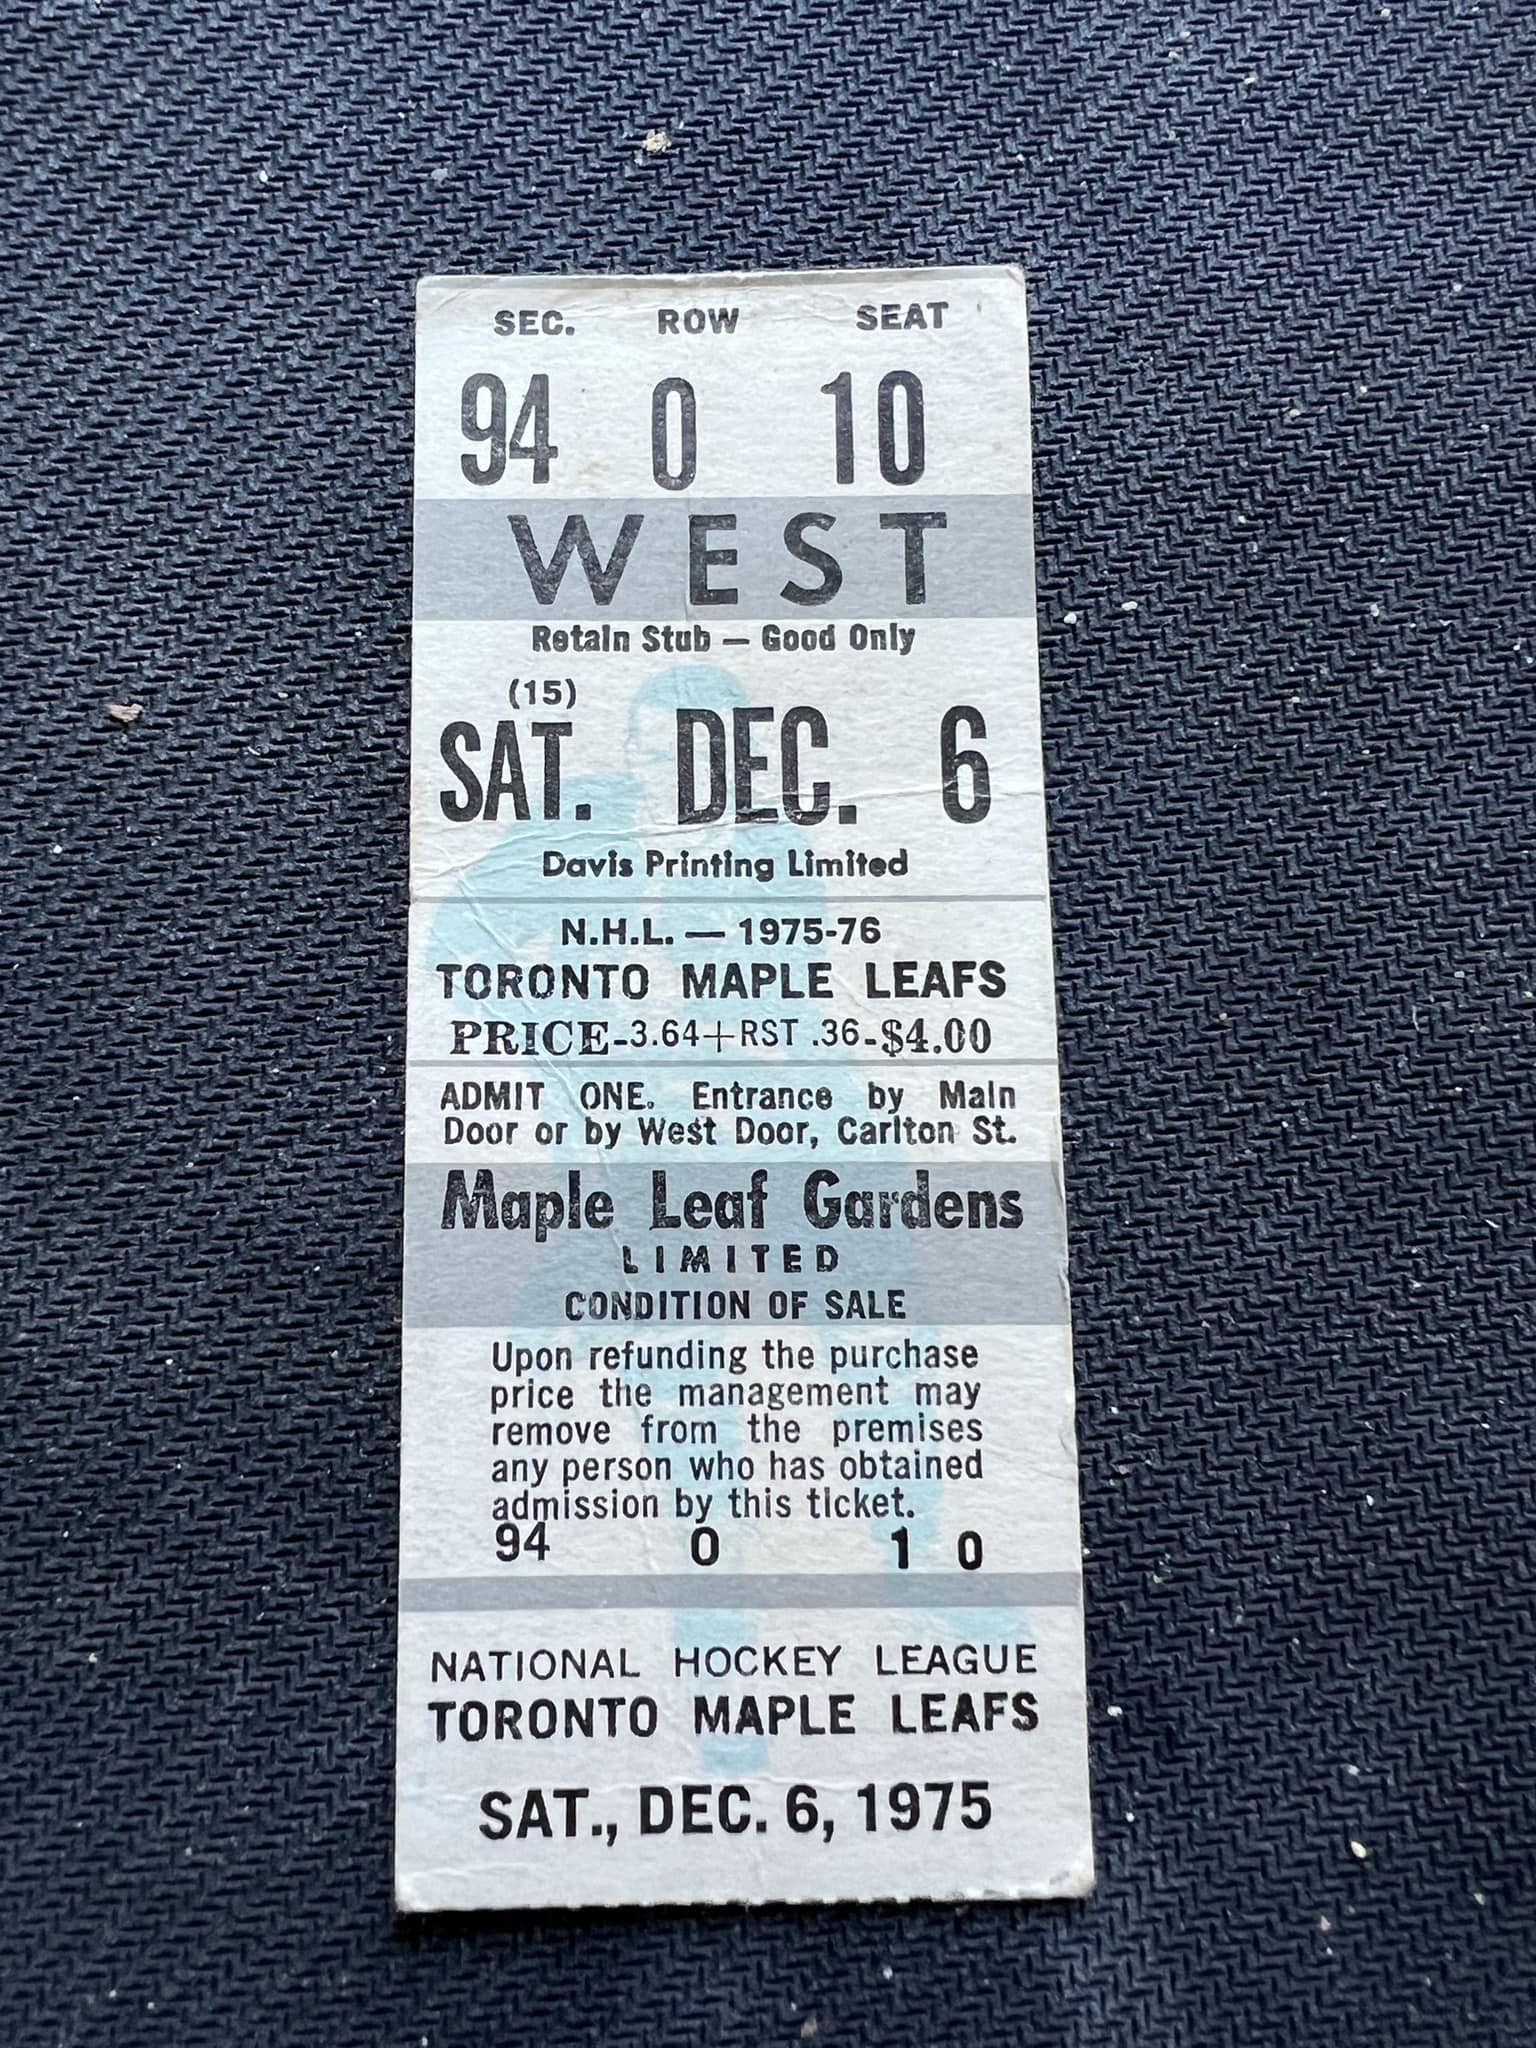 SEC. ROW SEAT
94 0 10
WEST
Retain Stub — Good Only
(15)
SAT. DEC. 6
Davis Printing Limited
N.H.L. — 1975-76
TORONTO MAPLE LEAFS
PRICE-3.64+RST .36-$4.00
ADMIT ONE. Entrance by Main
Door or by West Door, Carlton St.
Maple Leaf Gardens
LIMITED
CONDITION OF SALE
Upon refunding the purchase
price the management may
remove from the premises
any person who has obtained
admission by this ticket.
94 0 10
NATIONAL HOCKEY LEAGUE
TORONTO MAPLE LEAFS
SAT., DEC. 6, 1975